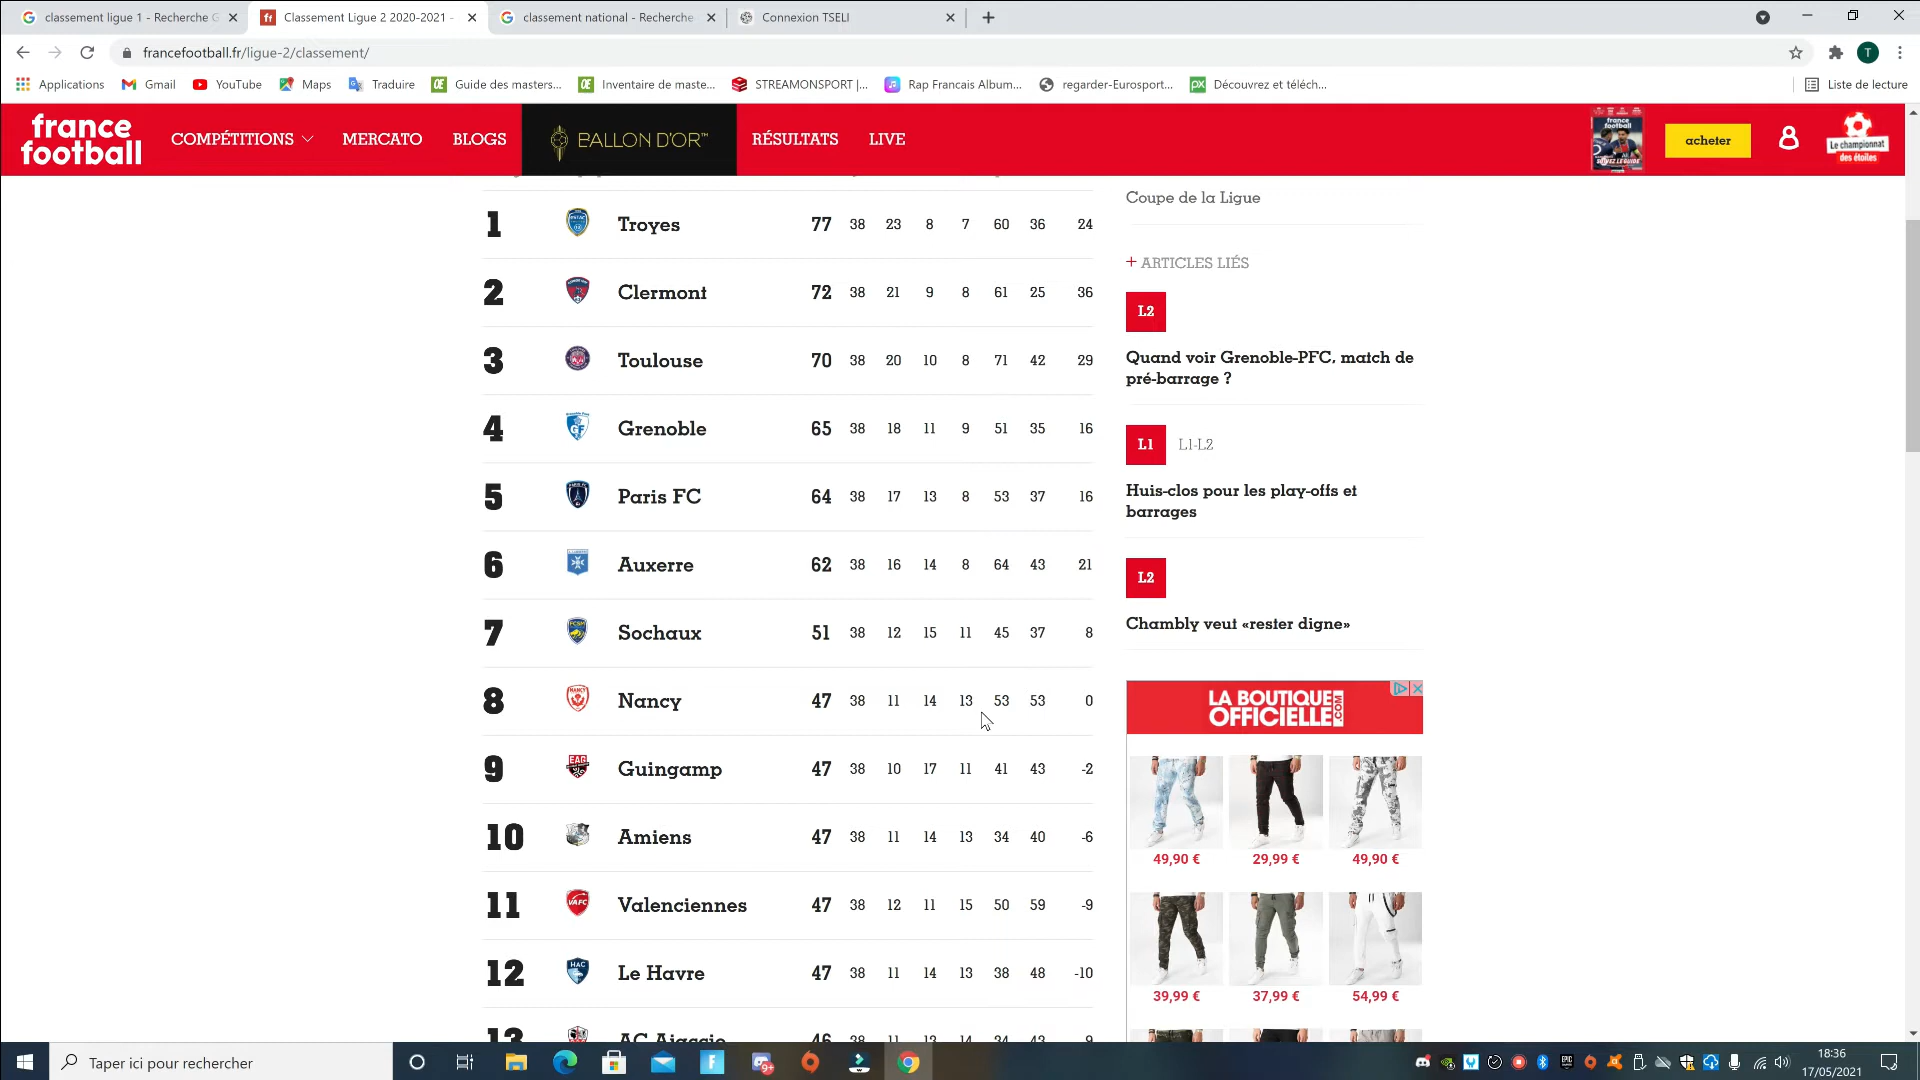 classement ligue 1 - Recherche G
Classement Ligue 2 2020-2021 -
classement national - Recherche
Connexion TSELI
francefootball.fr/ligue-2/classement/
T
Applications
Gmail
YouTube
Maps
Traduire
Guide des masters...
Inventaire de maste...
STREAMONSPORT |...
Rap Francais Album...
regarder-Eurosport...
Découvrez et téléch...
Liste de lecture
france football
COMPÉTITIONS
MERCATO
BLOGS
BALLON D'OR™
RÉSULTATS
LIVE
acheter
Le championnat
des étoiles
1 Troyes 77 38 23 8 7 60 36 24
2 Clermont 72 38 21 9 8 61 25 36
3 Toulouse 70 38 20 10 8 71 42 29
4 Grenoble 65 38 18 11 9 51 35 16
5 Paris FC 64 38 17 13 8 53 37 16
6 Auxerre 62 38 16 14 8 64 43 21
7 Sochaux 51 38 12 15 11 45 37 8
8 Nancy 47 38 11 14 13 53 53 0
9 Guingamp 47 38 10 17 11 41 43 -2
10 Amiens 47 38 11 14 13 34 40 -6
11 Valenciennes 47 38 12 11 15 50 59 -9
12 Le Havre 47 38 11 14 13 38 48 -10
13 AC Ajaccio 46 38
Coupe de la Ligue
+ ARTICLES LIÉS
L2
Quand voir Grenoble-PFC, match de
pré-barrage ?
L1 L1-L2
Huis-clos pour les play-offs et
barrages
L2
Chambly veut «rester digne»
LA BOUTIQUE
OFFICIELLE.COM
49,90 € 29,99 € 49,90 €
39,99 € 37,99 € 54,99 €
Taper ici pour rechercher
18:36
17/05/2021